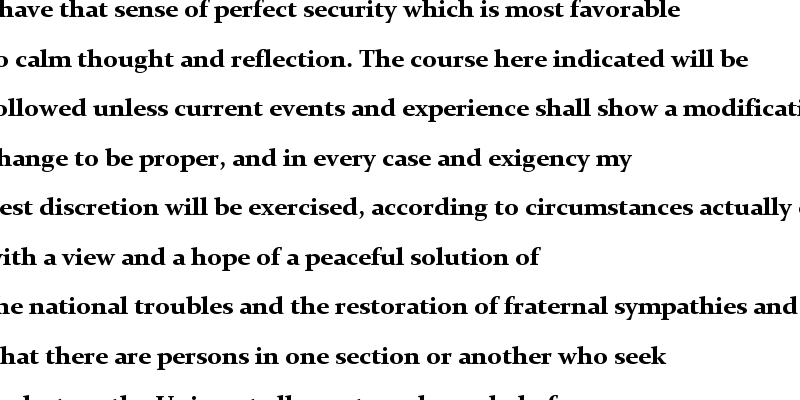 have that sense of perfect security which is most favorable
o calm thought and reflection. The course here indicated will be
ollowed unless current events and experience shall show a modificati
hange to be proper, and in every case and exigency my
est discretion will be exercised, according to circumstances actually
ith a view and a hope of a peaceful solution of
he national troubles and the restoration of fraternal sympathies and
hat there are persons in one section or another who seek